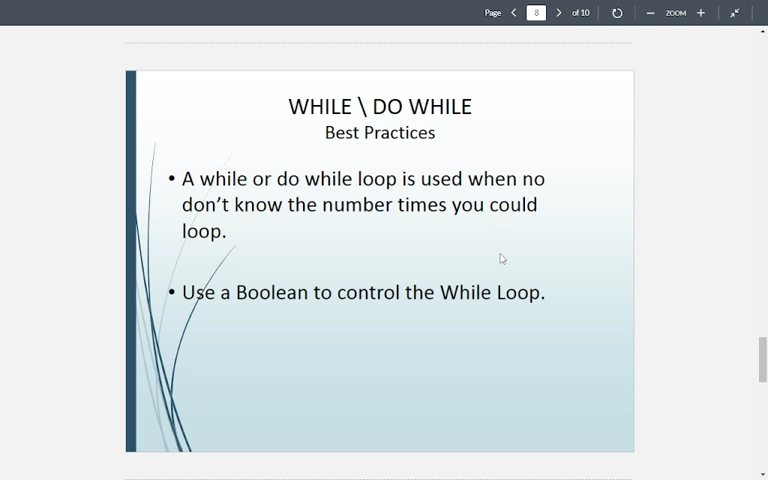 Page 8 of 10 ZOOM
WHILE \ DO WHILE
Best Practices
• A while or do while loop is used when no
don’t know the number times you could
loop.
• Use a Boolean to control the While Loop.